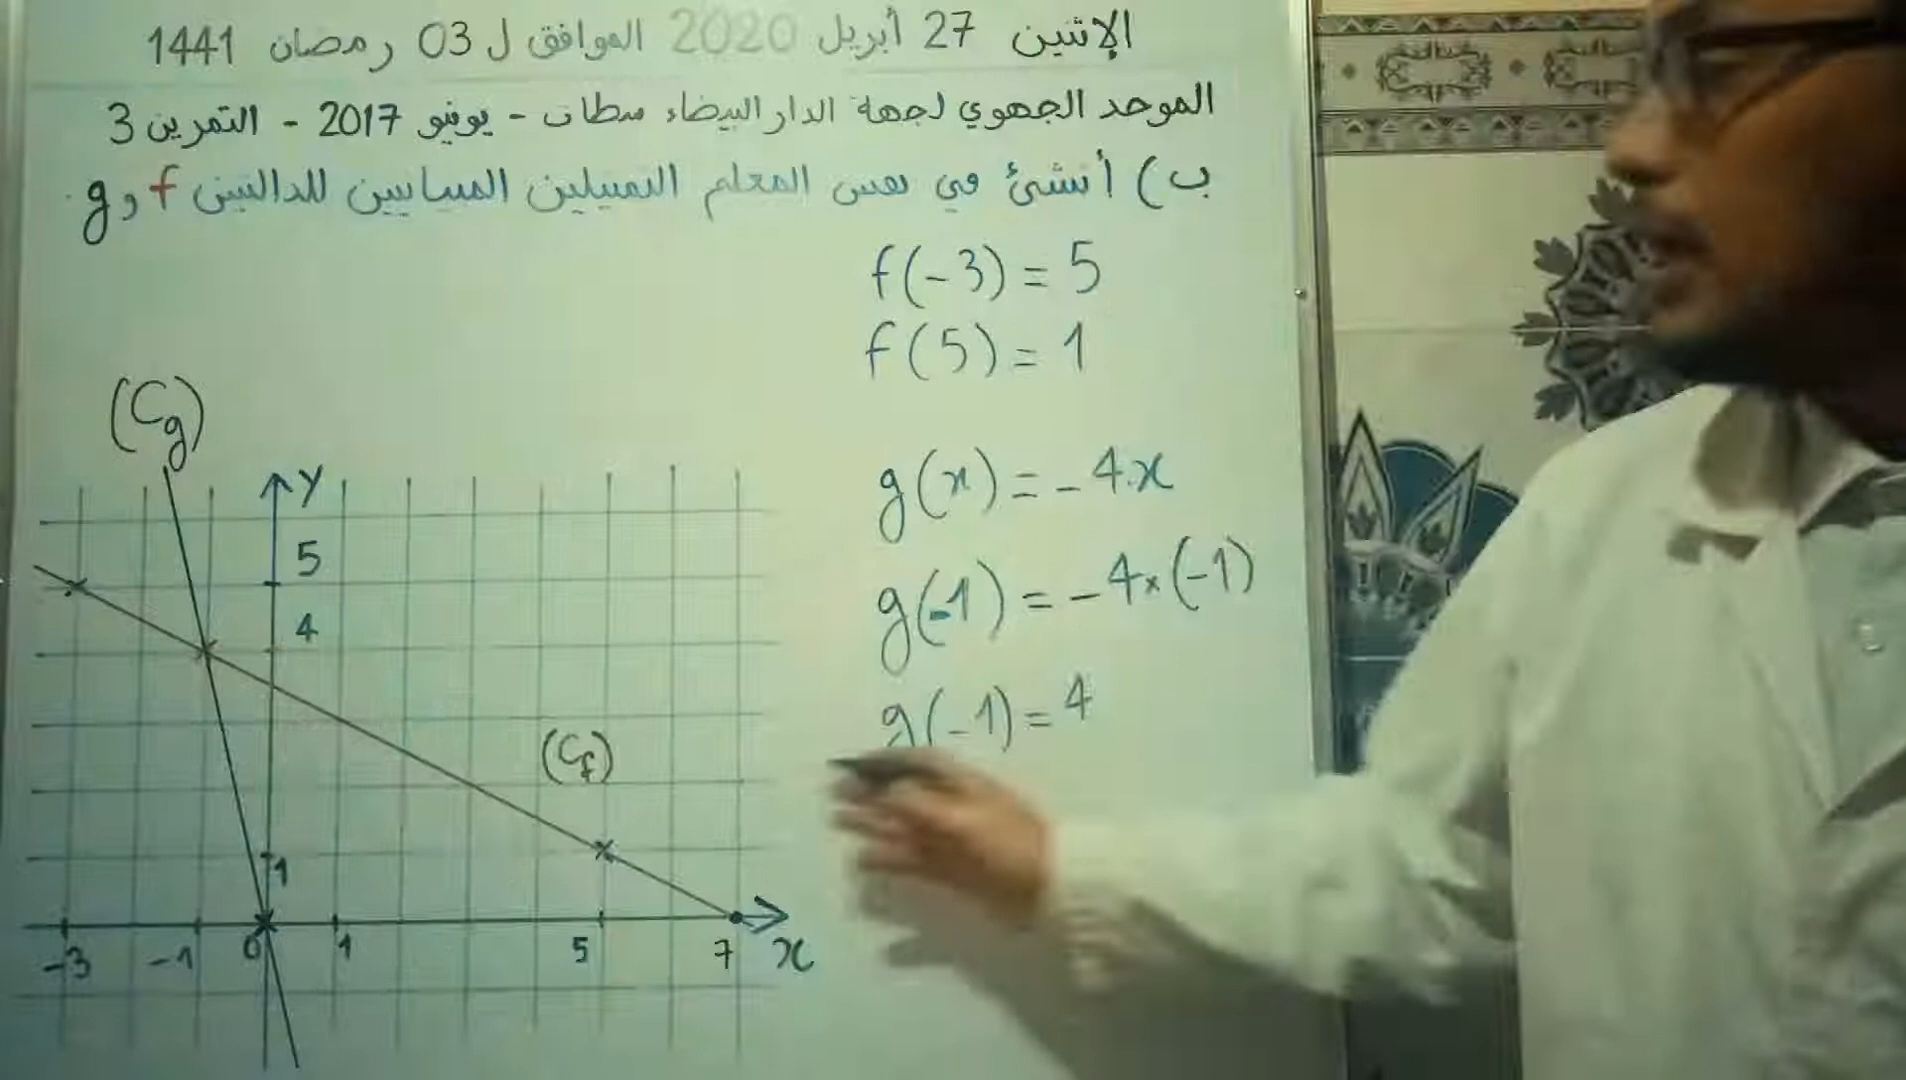 الإثنين 27 أبريل 2020 الموافق ل 03 رمضان 1441
الموحد الجهوي لجهة الدار البيضاء سطات - يونيو 2017 - التمرين 3
ب) أنشئ في نفس المعلم التمثيلين المبيانيين للدالتين f و g.
f(-3) = 5
f(5) = 1
g(x) = -4x
g(-1) = -4×(-1)
g(-1) = 4
(Cg)
y
5
4
(Cf)
1
-3 -1 0 1 5 7 x